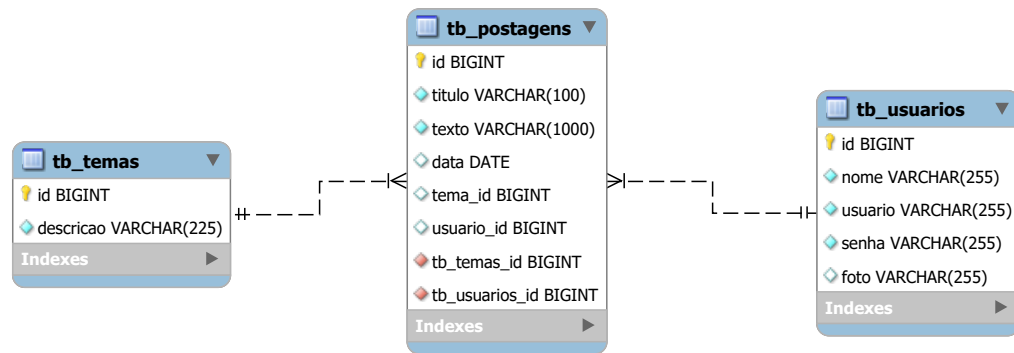 tb_temas
id BIGINT
descricao VARCHAR(225)
Indexes
tb_postagens
id BIGINT
titulo VARCHAR(100)
texto VARCHAR(1000)
data DATE
tema_id BIGINT
usuario_id BIGINT
tb_temas_id BIGINT
tb_usuarios_id BIGINT
Indexes
tb_usuarios
id BIGINT
nome VARCHAR(255)
usuario VARCHAR(255)
senha VARCHAR(255)
foto VARCHAR(255)
Indexes